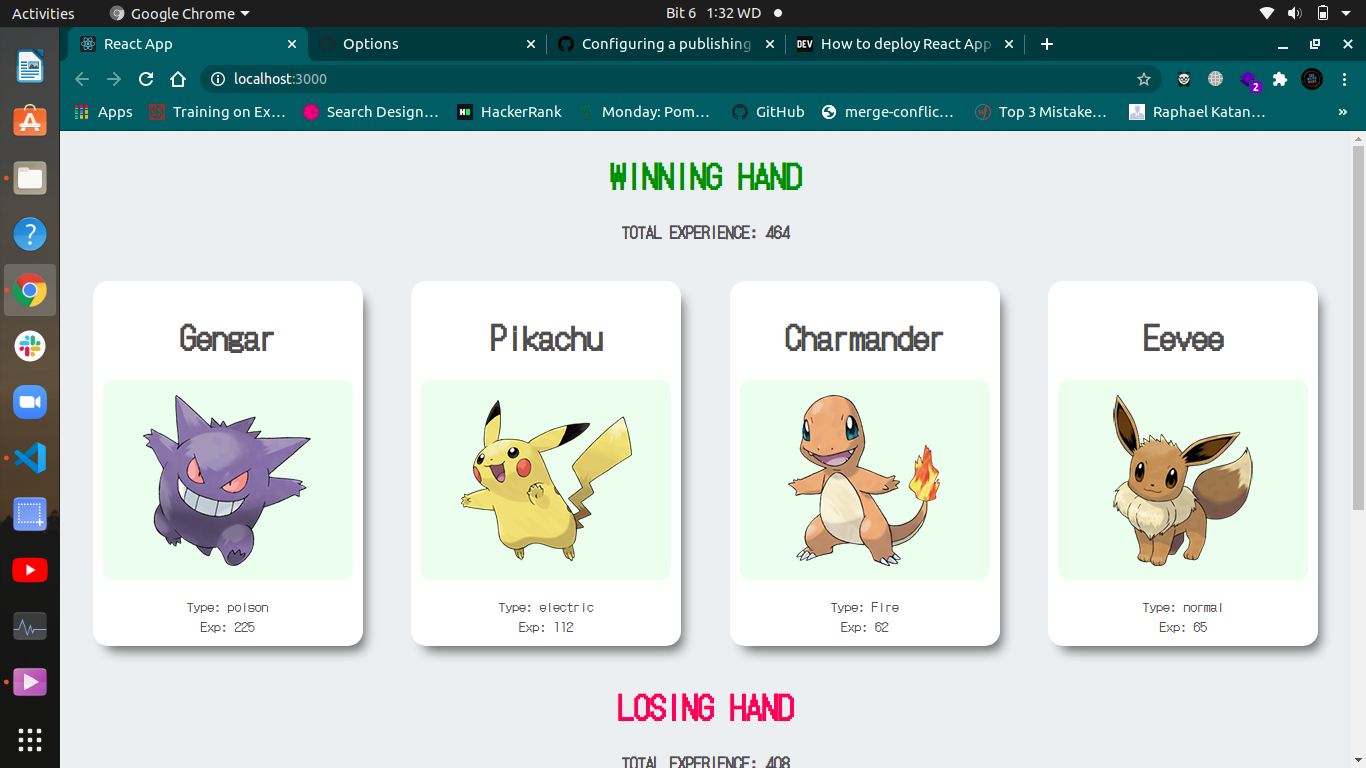 Activities
Google Chrome
Bit 6 1:32 WD
React App
Options
Configuring a publishing
DEV
How to deploy React App
localhost:3000
2
Apps
Training on Ex…
Search Design…
HackerRank
Monday: Pom…
GitHub
merge-conflic…
Top 3 Mistake…
Raphael Katan…
»
WINNING HAND
TOTAL EXPERIENCE: 464
Gengar
Pikachu
Charmander
Eevee
Type: poison
Exp: 225
Type: electric
Exp: 112
Type: Fire
Exp: 62
Type: normal
Exp: 65
LOSING HAND
TOTAL EXPERIENCE: 408